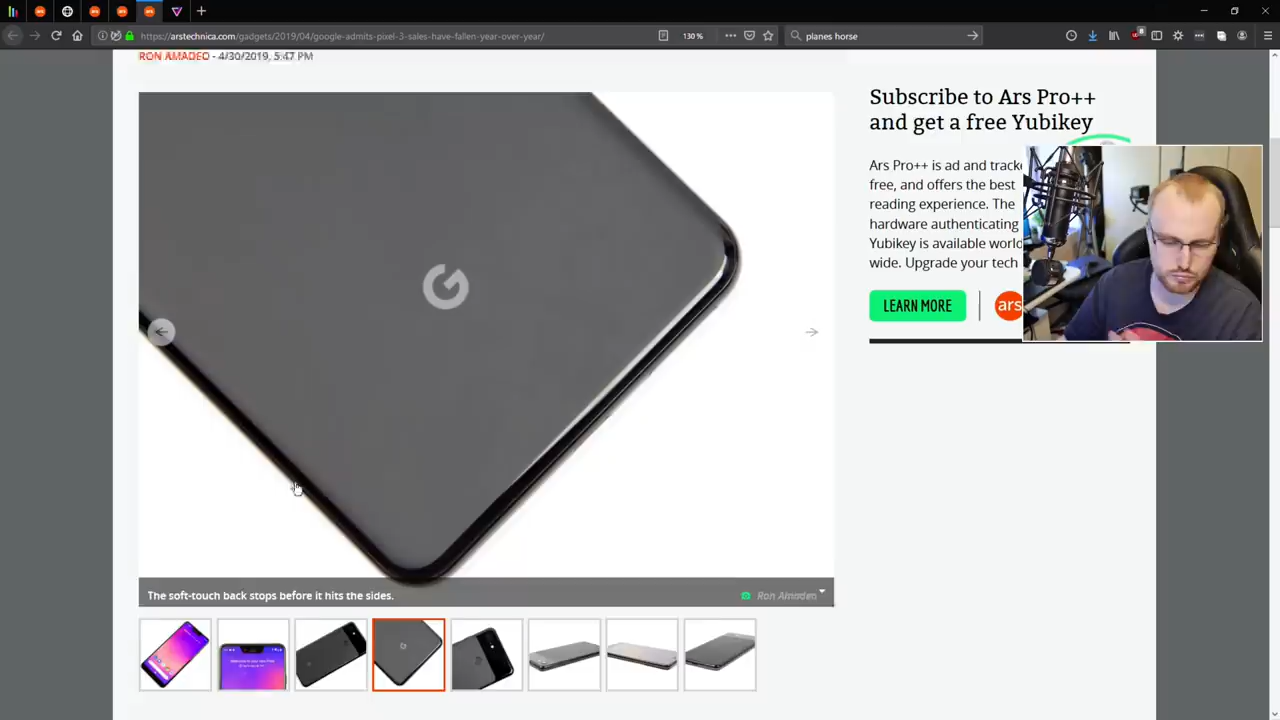 https://arstechnica.com/gadgets/2019/04/google-admits-pixel-3-sales-have-fallen-year-over-year/
130%
planes horse
RON AMADEO - 4/30/2019, 5:47 PM
Subscribe to Ars Pro++
and get a free Yubikey
Ars Pro++ is ad and tracke
free, and offers the best
reading experience. The
hardware authenticating
Yubikey is available world
wide. Upgrade your tech
LEARN MORE
ars
G
The soft-touch back stops before it hits the sides.
Ron Amadeo